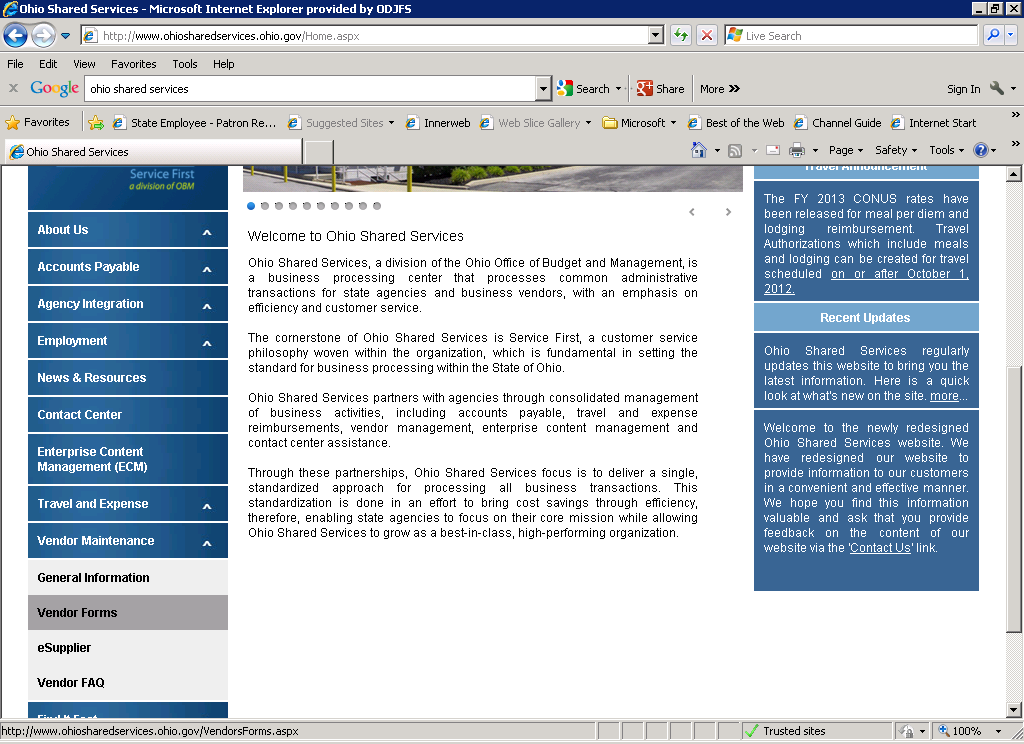 Ohio Shared Services - Microsoft Internet Explorer provided by ODJFS
http://www.ohiosharedservices.ohio.gov/Home.aspx
Live Search
File Edit View Favorites Tools Help
Google
ohio shared services
Search
Share
More »
Sign In
Favorites
State Employee - Patron Re...
Suggested Sites
Innerweb
Web Slice Gallery
Microsoft
Best of the Web
Channel Guide
Internet Start
Ohio Shared Services
Page Safety Tools
Service First
a division of OBM
About Us
Accounts Payable
Agency Integration
Employment
News & Resources
Contact Center
Enterprise Content
Management (ECM)
Travel and Expense
Vendor Maintenance
General Information
Vendor Forms
eSupplier
Vendor FAQ
Find It Fast
Welcome to Ohio Shared Services
Ohio Shared Services, a division of the Ohio Office of Budget and Management, is
a business processing center that processes common administrative
transactions for state agencies and business vendors, with an emphasis on
efficiency and customer service.
The cornerstone of Ohio Shared Services is Service First, a customer service
philosophy woven within the organization, which is fundamental in setting the
standard for business processing within the State of Ohio.
Ohio Shared Services partners with agencies through consolidated management
of business activities, including accounts payable, travel and expense
reimbursements, vendor management, enterprise content management and
contact center assistance.
Through these partnerships, Ohio Shared Services focus is to deliver a single,
standardized approach for processing all business transactions. This
standardization is done in an effort to bring cost savings through efficiency,
therefore, enabling state agencies to focus on their core mission while allowing
Ohio Shared Services to grow as a best-in-class, high-performing organization.
Travel Announcement
The FY 2013 CONUS rates have
been released for meal per diem and
lodging reimbursement. Travel
Authorizations which include meals
and lodging can be created for travel
scheduled on or after October 1,
2012.
Recent Updates
Ohio Shared Services regularly
updates this website to bring you the
latest information. Here is a quick
look at what's new on the site. more...
Welcome to the newly redesigned
Ohio Shared Services website. We
have redesigned our website to
provide information to our customers
in a convenient and effective manner.
We hope you find this information
valuable and ask that you provide
feedback on the content of our
website via the 'Contact Us' link.
http://www.ohiosharedservices.ohio.gov/VendorsForms.aspx
Trusted sites
100%